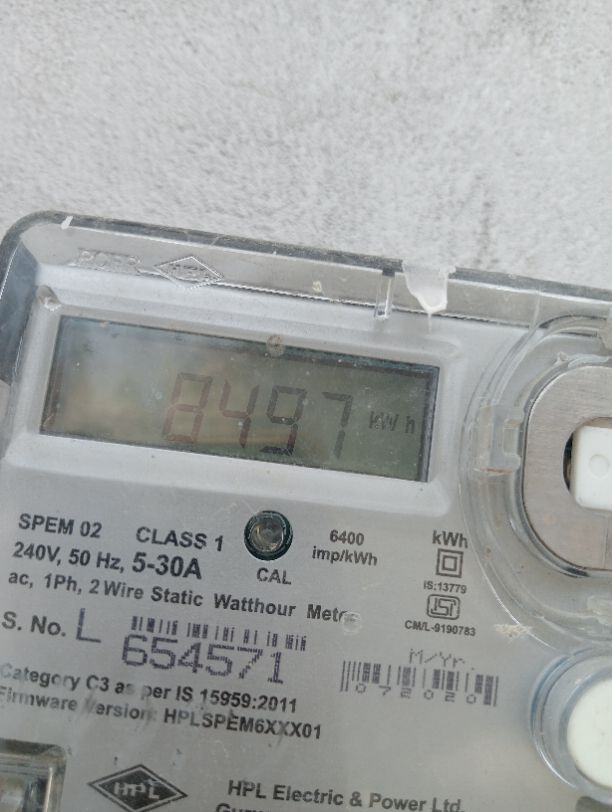 8497 kWh
SPEM 02 CLASS 1
6400
imp/kWh
kWh
240V, 50 Hz, 5-30A
CAL
IS:13779
ac, 1Ph, 2 Wire Static Watthour Meter
CM/L-9190783
S. No. L 654571
M/Yr.
072020
Category C3 as per IS 15959:2011
Firmware Version: HPLSPEM6XXX01
HPL
HPL Electric & Power Ltd.